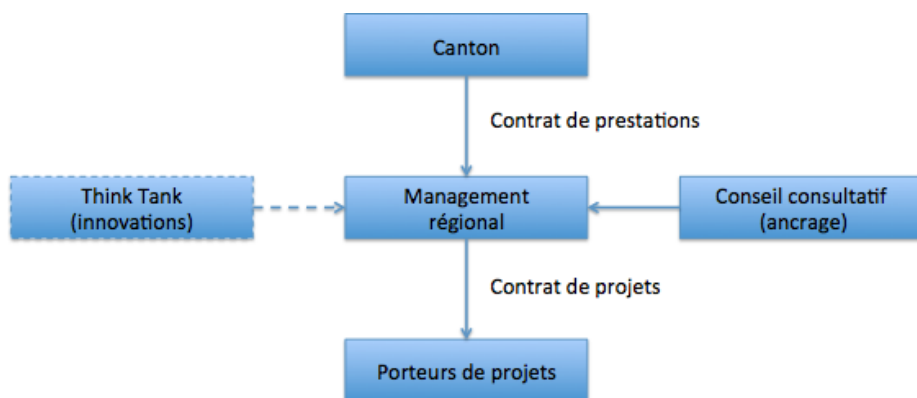 Canton
Contrat de prestations
Think Tank
(innovations)
Management
régional
Conseil consultatif
(ancrage)
Contrat de projets
Porteurs de projets